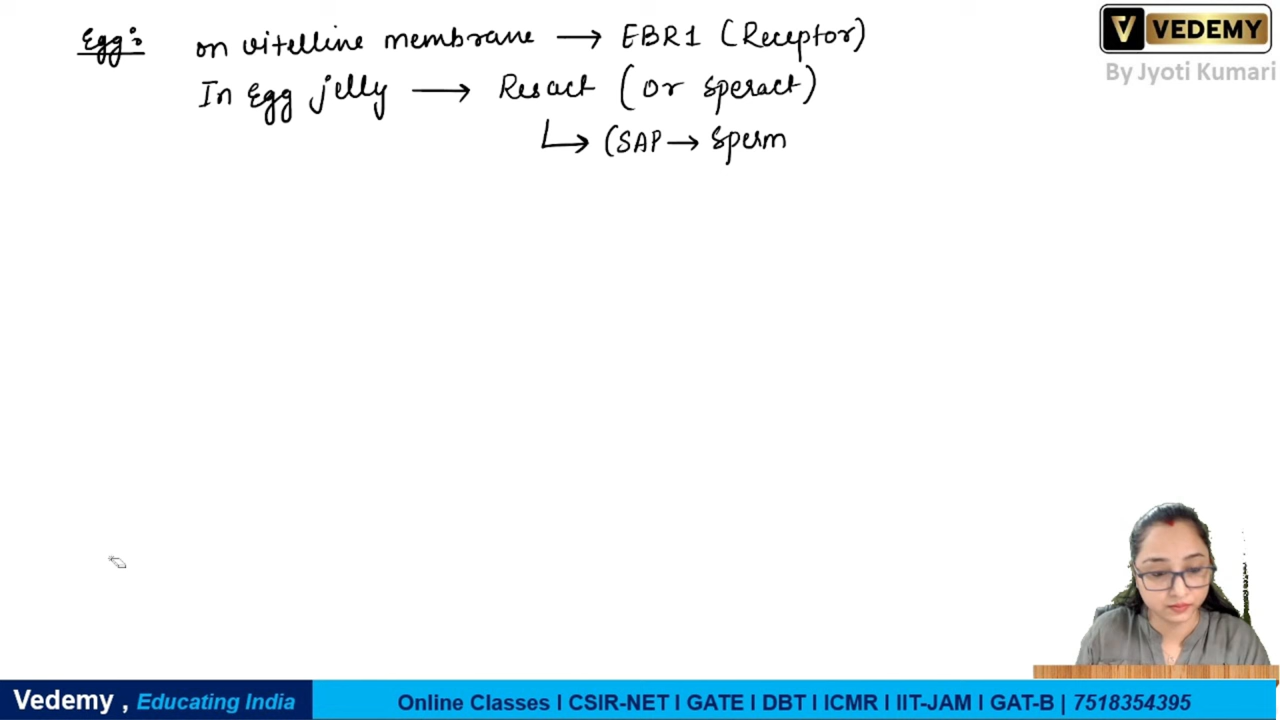 Egg: on vitelline membrane → EBR1 (Receptor)
In Egg jelly → Resact (or speract)
↳ (SAP → sperm
V VEDEMY
By Jyoti Kumari
Vedemy , Educating India
Online Classes I CSIR-NET I GATE I DBT I ICMR I IIT-JAM I GAT-B | 7518354395